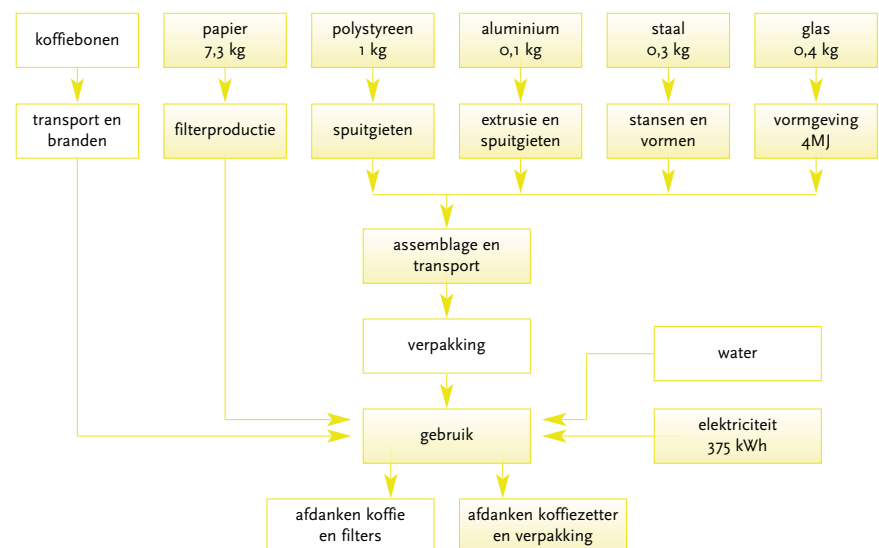 koffiebonen
papier
7,3 kg
polystyreen
1 kg
aluminium
0,1 kg
staal
0,3 kg
glas
0,4 kg
transport en
branden
filterproductie
spuitgieten
extrusie en
spuitgieten
stansen en
vormen
vormgeving
4MJ
assemblage en
transport
verpakking
water
gebruik
elektriciteit
375 kWh
afdanken koffie
en filters
afdanken koffiezetter
en verpakking